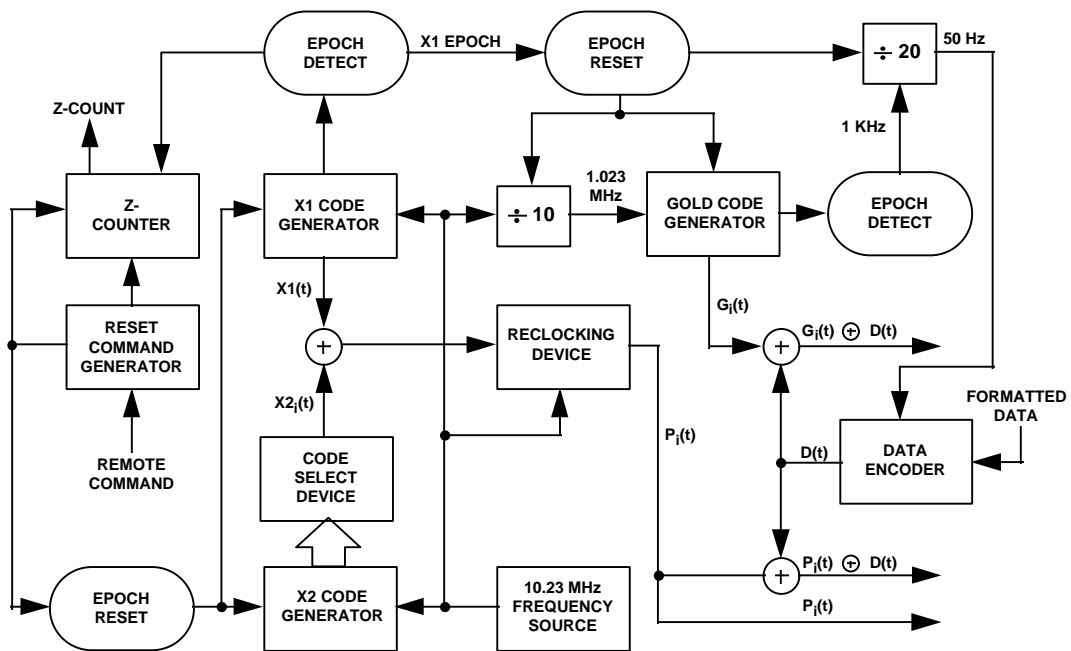 EPOCH
DETECT
X1 EPOCH
EPOCH
RESET
÷ 20
50 Hz
Z-COUNT
1 KHz
Z-
COUNTER
X1 CODE
GENERATOR
÷ 10
1.023
MHz
GOLD CODE
GENERATOR
EPOCH
DETECT
X1(t)
Gi(t)
RESET
COMMAND
GENERATOR
+
RECLOCKING
DEVICE
+
Gi(t) ⊕ D(t)
X2i(t)
FORMATTED
DATA
REMOTE
COMMAND
CODE
SELECT
DEVICE
Pi(t)
D(t)
DATA
ENCODER
EPOCH
RESET
X2 CODE
GENERATOR
10.23 MHz
FREQUENCY
SOURCE
+
Pi(t) ⊕ D(t)
Pi(t)